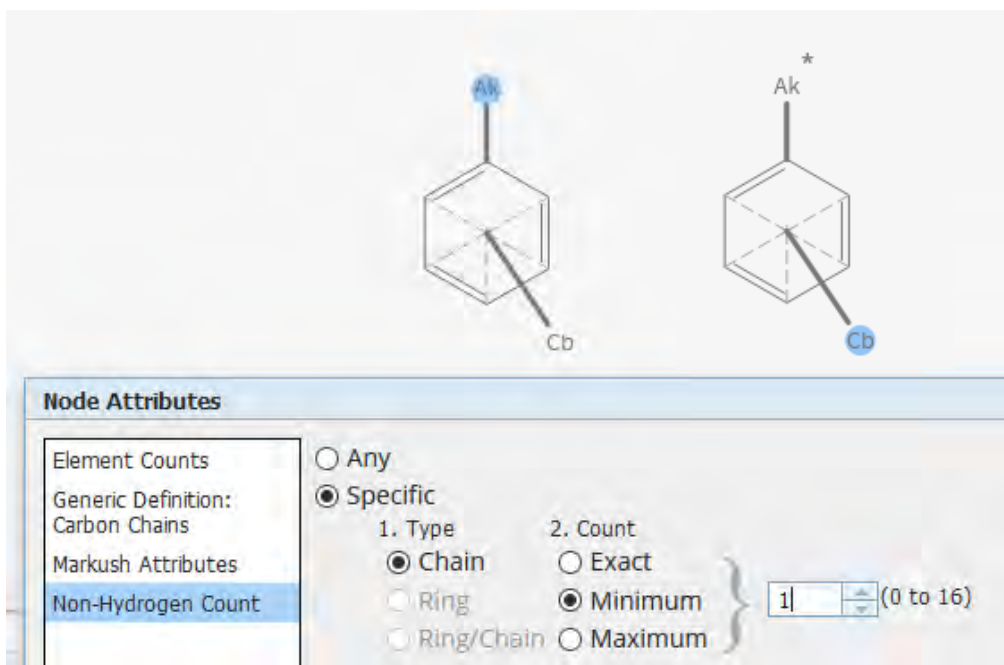 *
Ak Ak
Cb Cb
Node Attributes
Element Counts
Generic Definition:
Carbon Chains
Markush Attributes
Non-Hydrogen Count
Any
Specific
1. Type 2. Count
Chain Exact
Ring Minimum 1 (0 to 16)
Ring/Chain Maximum